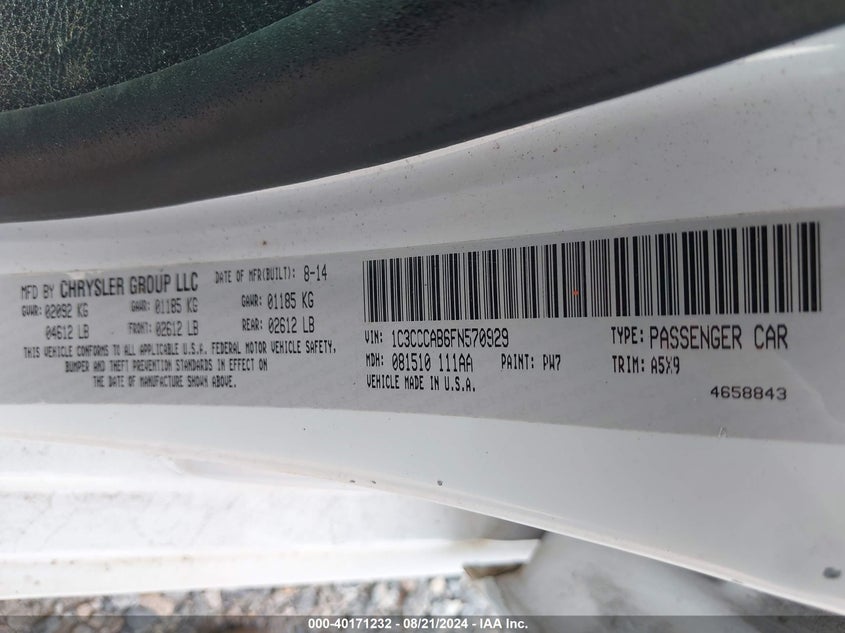 MFD BY CHRYSLER GROUP LLC DATE OF MFR(BUILT): 8-14
GVWR: 02092 KG GAWR: 01185 KG GAWR: 01185 KG
04612 LB FRONT: 02612 LB REAR: 02612 LB
THIS VEHICLE CONFORMS TO ALL APPLICABLE U.S.A. FEDERAL MOTOR VEHICLE SAFETY,
BUMPER AND THEFT PREVENTION STANDARDS IN EFFECT ON
THE DATE OF MANUFACTURE SHOWN ABOVE.
VIN: 1C3CCCAB6FN570929 TYPE: PASSENGER CAR
MDH: 081510 111AA PAINT: PW7 TRIM: A5X9
VEHICLE MADE IN U.S.A.
4658843
000-40171232 - 08/21/2024 - IAA Inc.